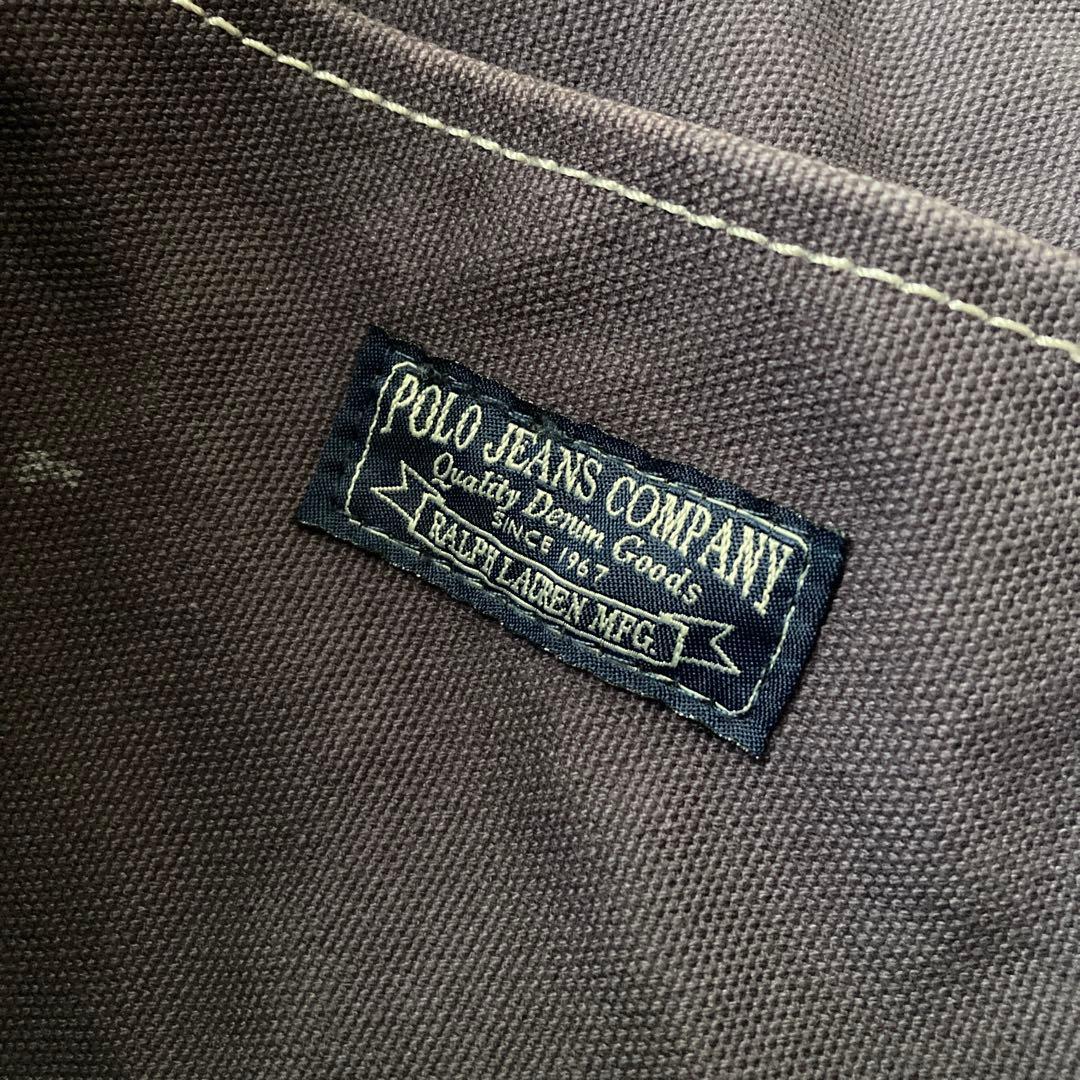 POLO JEANS COMPANY
Quality Denim Goods
SINCE 1967
RALPH LAUREN MFG.